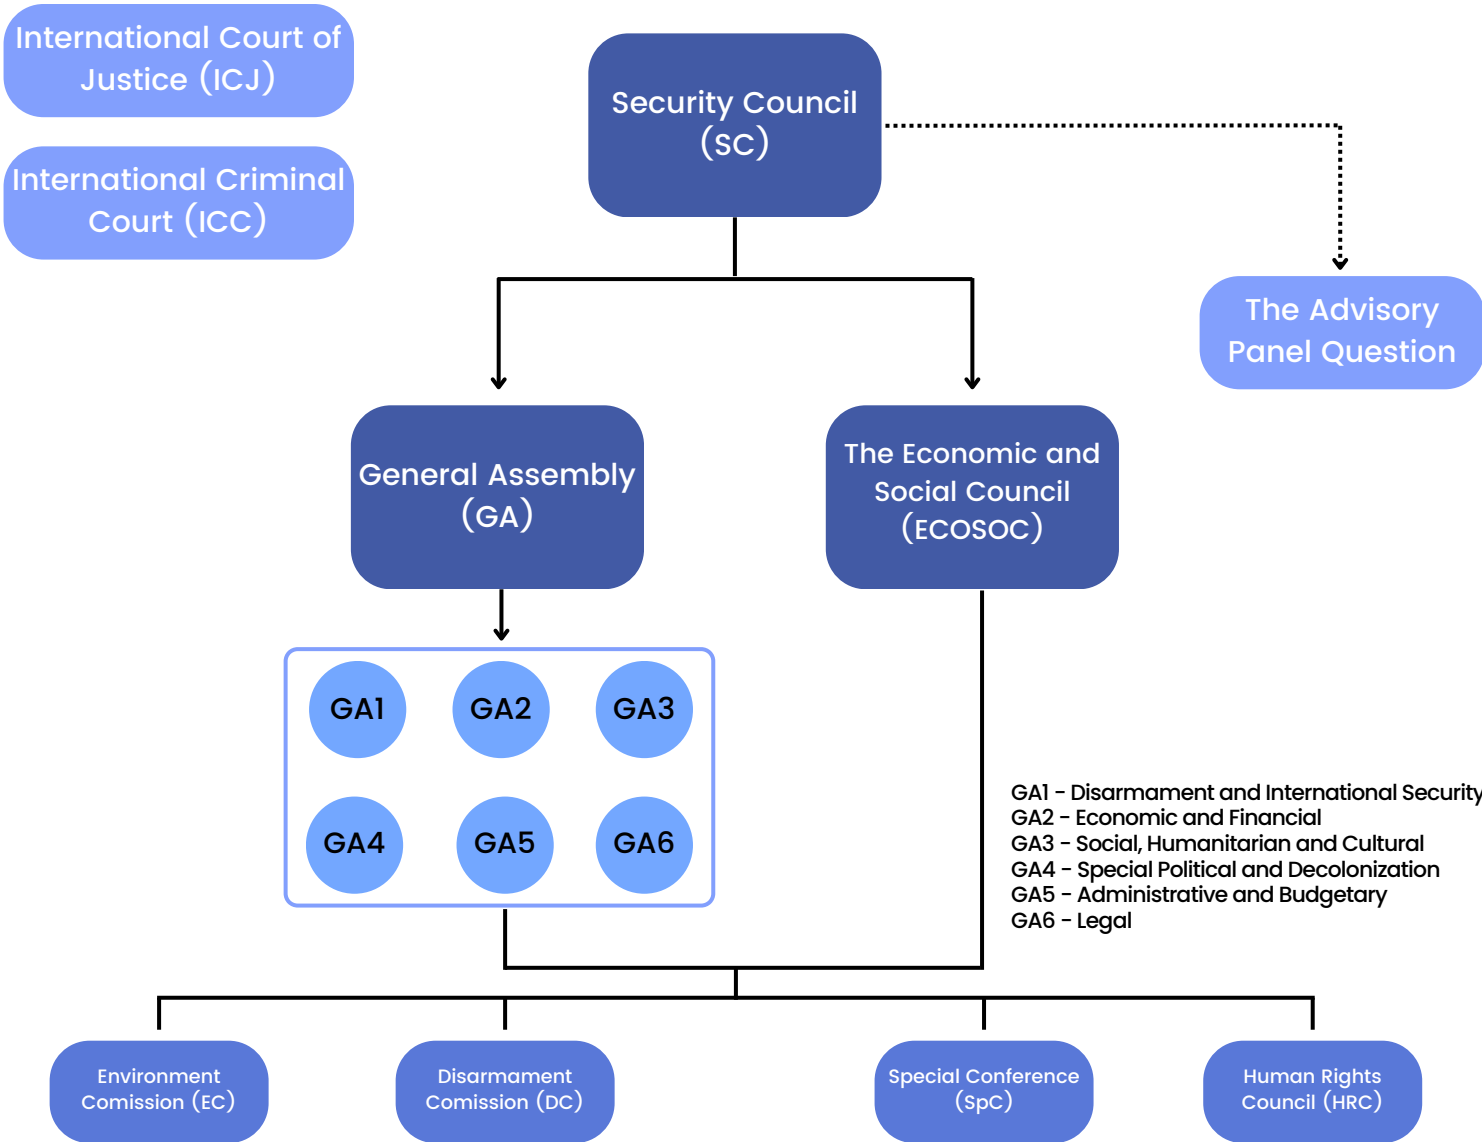 International Court of
Justice (ICJ)
International Criminal
Court (ICC)
Security Council
(SC)
The Advisory
Panel Question
General Assembly
(GA)
The Economic and
Social Council
(ECOSOC)
GA1
GA2
GA3
GA4
GA5
GA6
GA1 - Disarmament and International Security
GA2 - Economic and Financial
GA3 - Social, Humanitarian and Cultural
GA4 - Special Political and Decolonization
GA5 - Administrative and Budgetary
GA6 - Legal
Environment
Comission (EC)
Disarmament
Comission (DC)
Special Conference
(SpC)
Human Rights
Council (HRC)